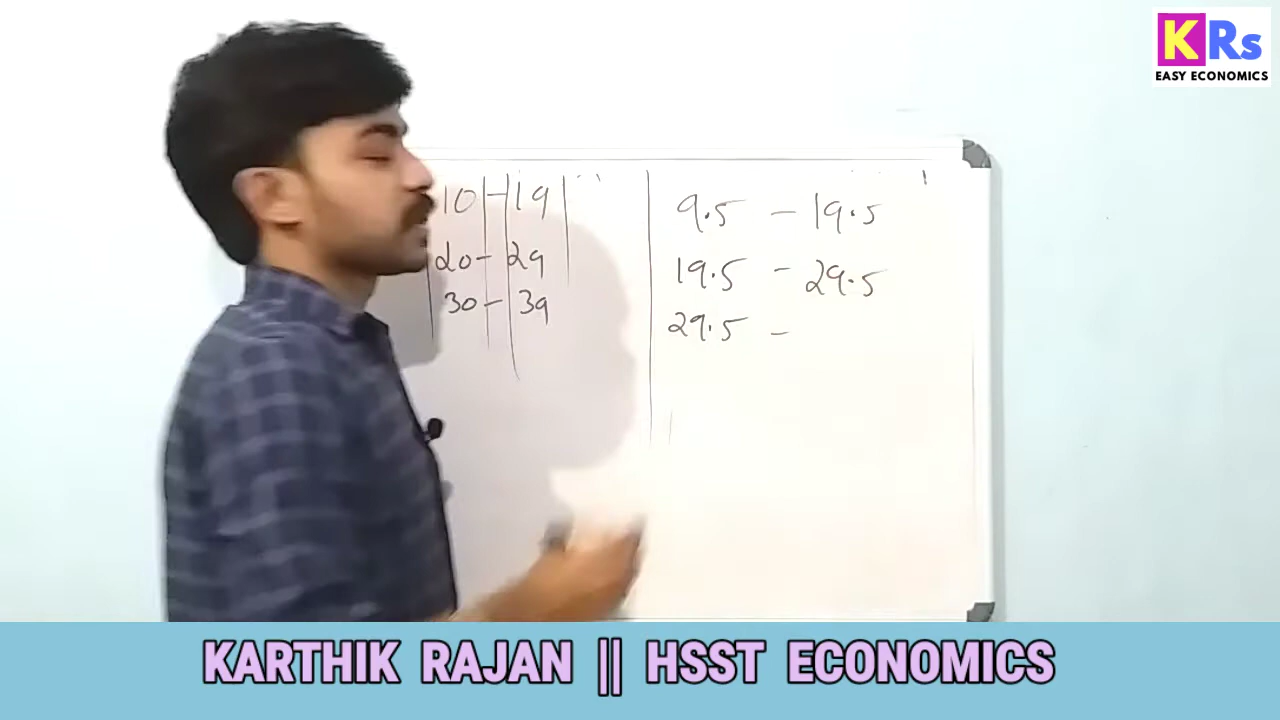 KRs
EASY ECONOMICS
10 - 19
20 - 29
30 - 39
9.5 - 19.5
19.5 - 29.5
29.5 -
KARTHIK RAJAN || HSST ECONOMICS